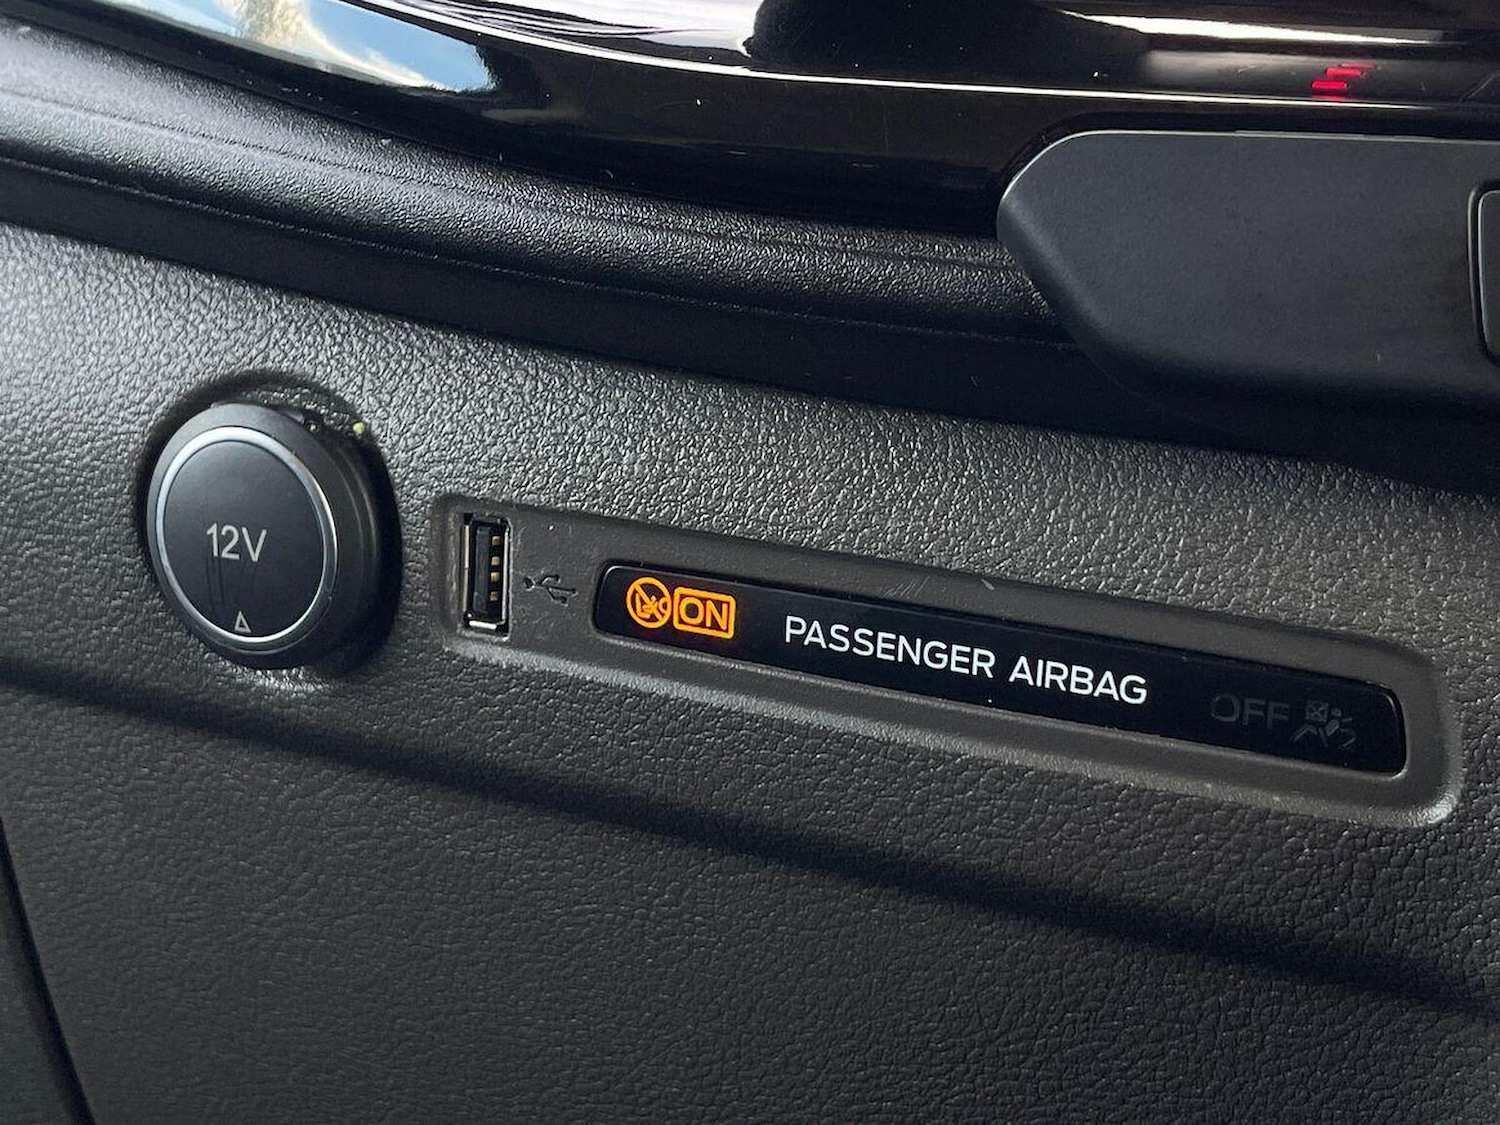 12V
ON PASSENGER AIRBAG OFF